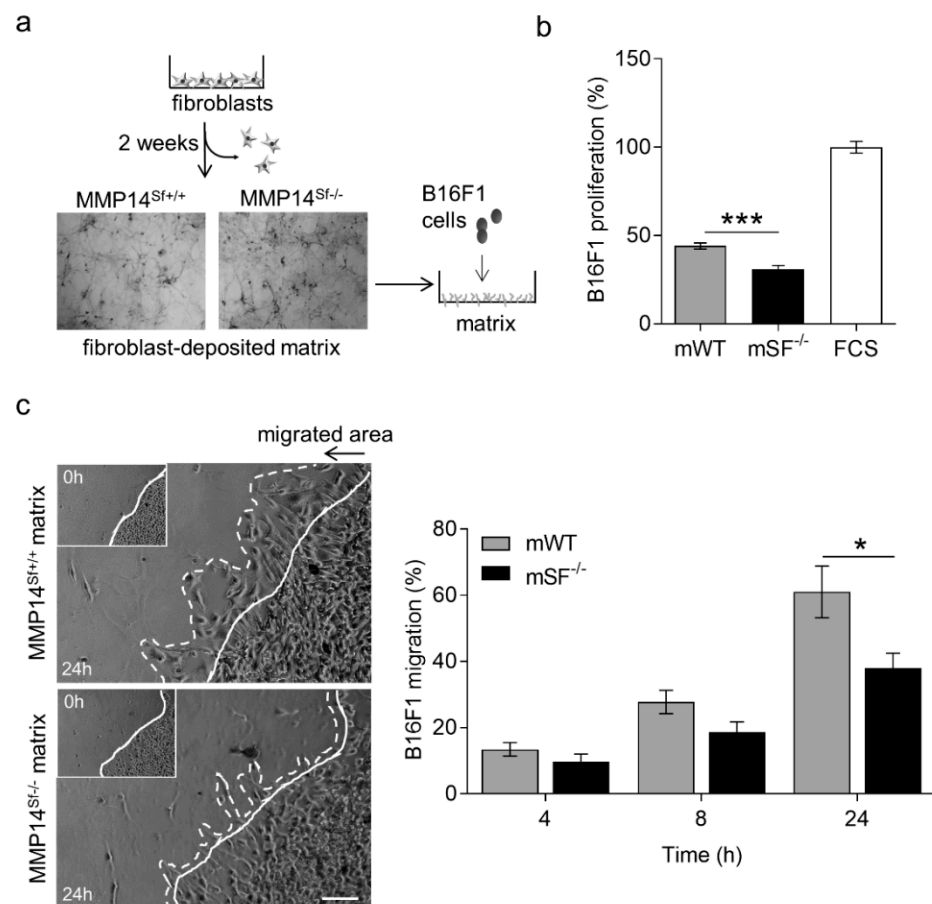 a
fibroblasts
2 weeks
MMP14Sf+/+
MMP14Sf-/-
B16F1
cells
matrix
fibroblast-deposited matrix
b
B16F1 proliferation (%)
150
100
50
0
***
mWT
mSF-/-
FCS
c
migrated area
MMP14Sf+/+ matrix
0h
24h
MMP14Sf-/- matrix
0h
24h
B16F1 migration (%)
80
60
40
20
0
mWT
mSF-/-
*
4
8
24
Time (h)